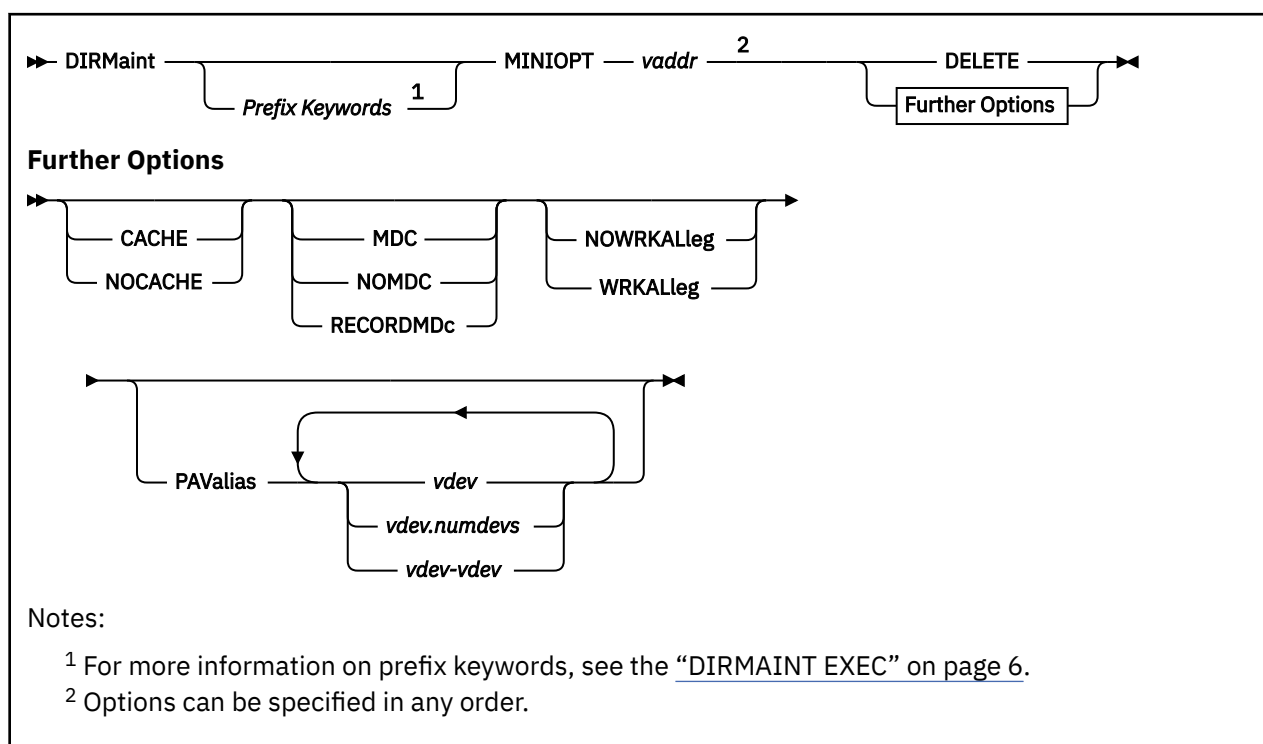 DIRMaint Prefix Keywords 1 MINIOPT vaddr 2 DELETE
Further Options
Further Options
CACHE
NOCACHE
MDC
NOMDC
RECORDMDc
NOWRKALleg
WRKALleg
PAValias
vdev
vdev.numdevs
vdev-vdev
Notes:
1 For more information on prefix keywords, see the “DIRMAINT EXEC” on page 6.
2 Options can be specified in any order.